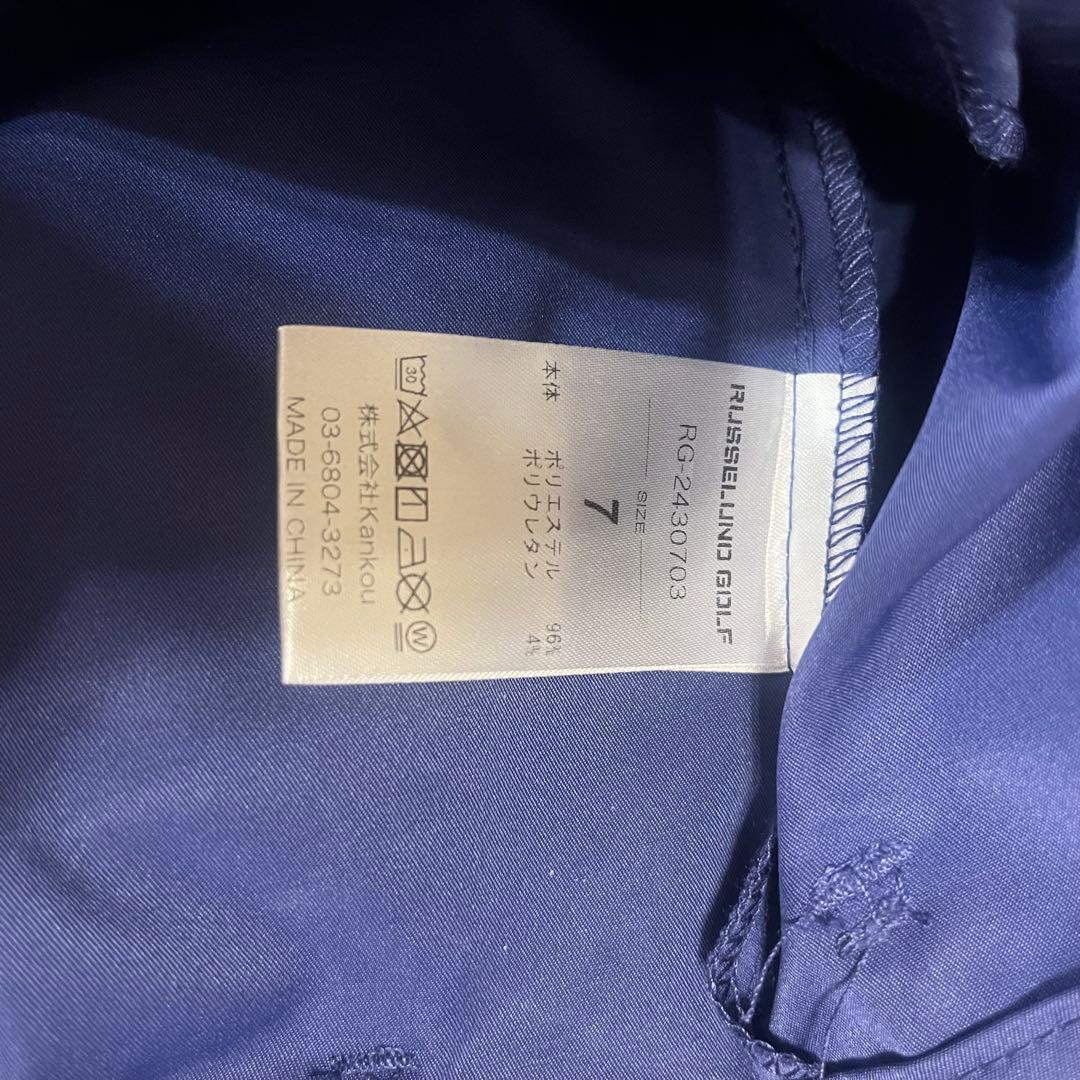 RUSSELUNO GOLF
RG-2430703
SIZE
7
本体 ポリエステル 96%
ポリウレタン 4%
30 W
株式会社Kankou
03-6804-3273
MADE IN CHINA